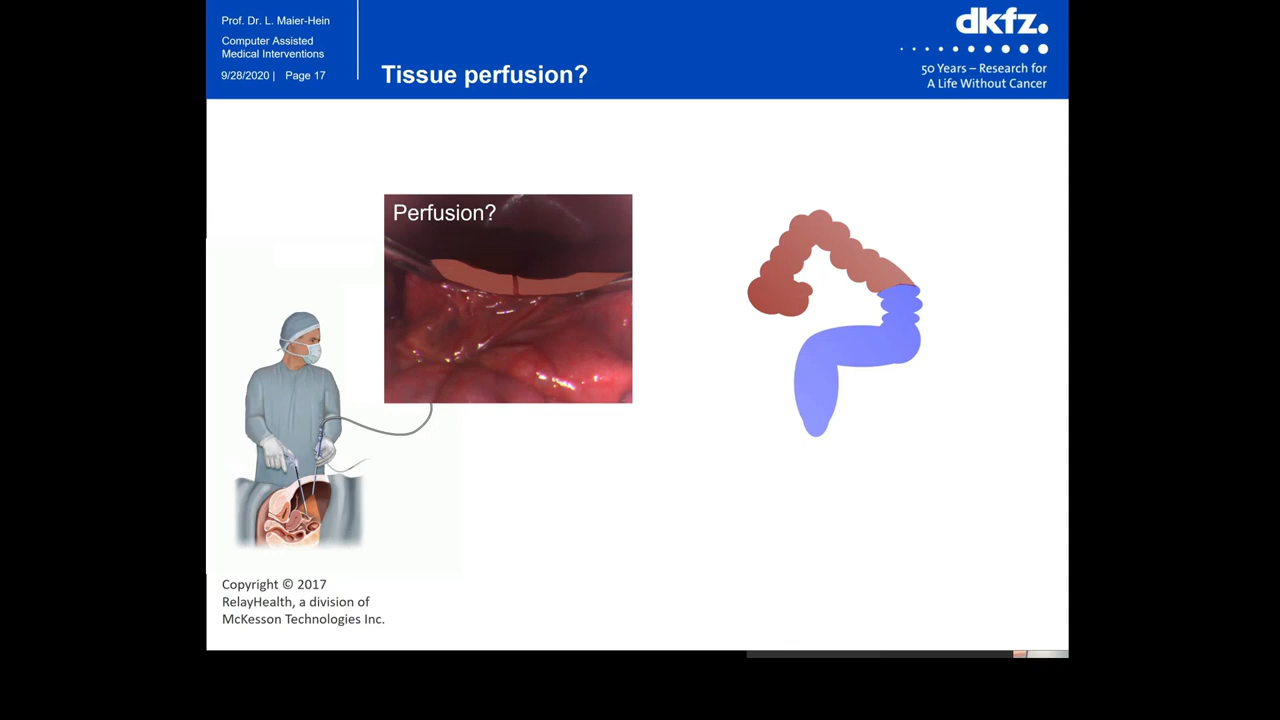 Prof. Dr. L. Maier-Hein
Computer Assisted
Medical Interventions
9/28/2020 | Page 17
Tissue perfusion?
dkfz.
50 Years – Research for
A Life Without Cancer
Perfusion?
Copyright © 2017
RelayHealth, a division of
McKesson Technologies Inc.